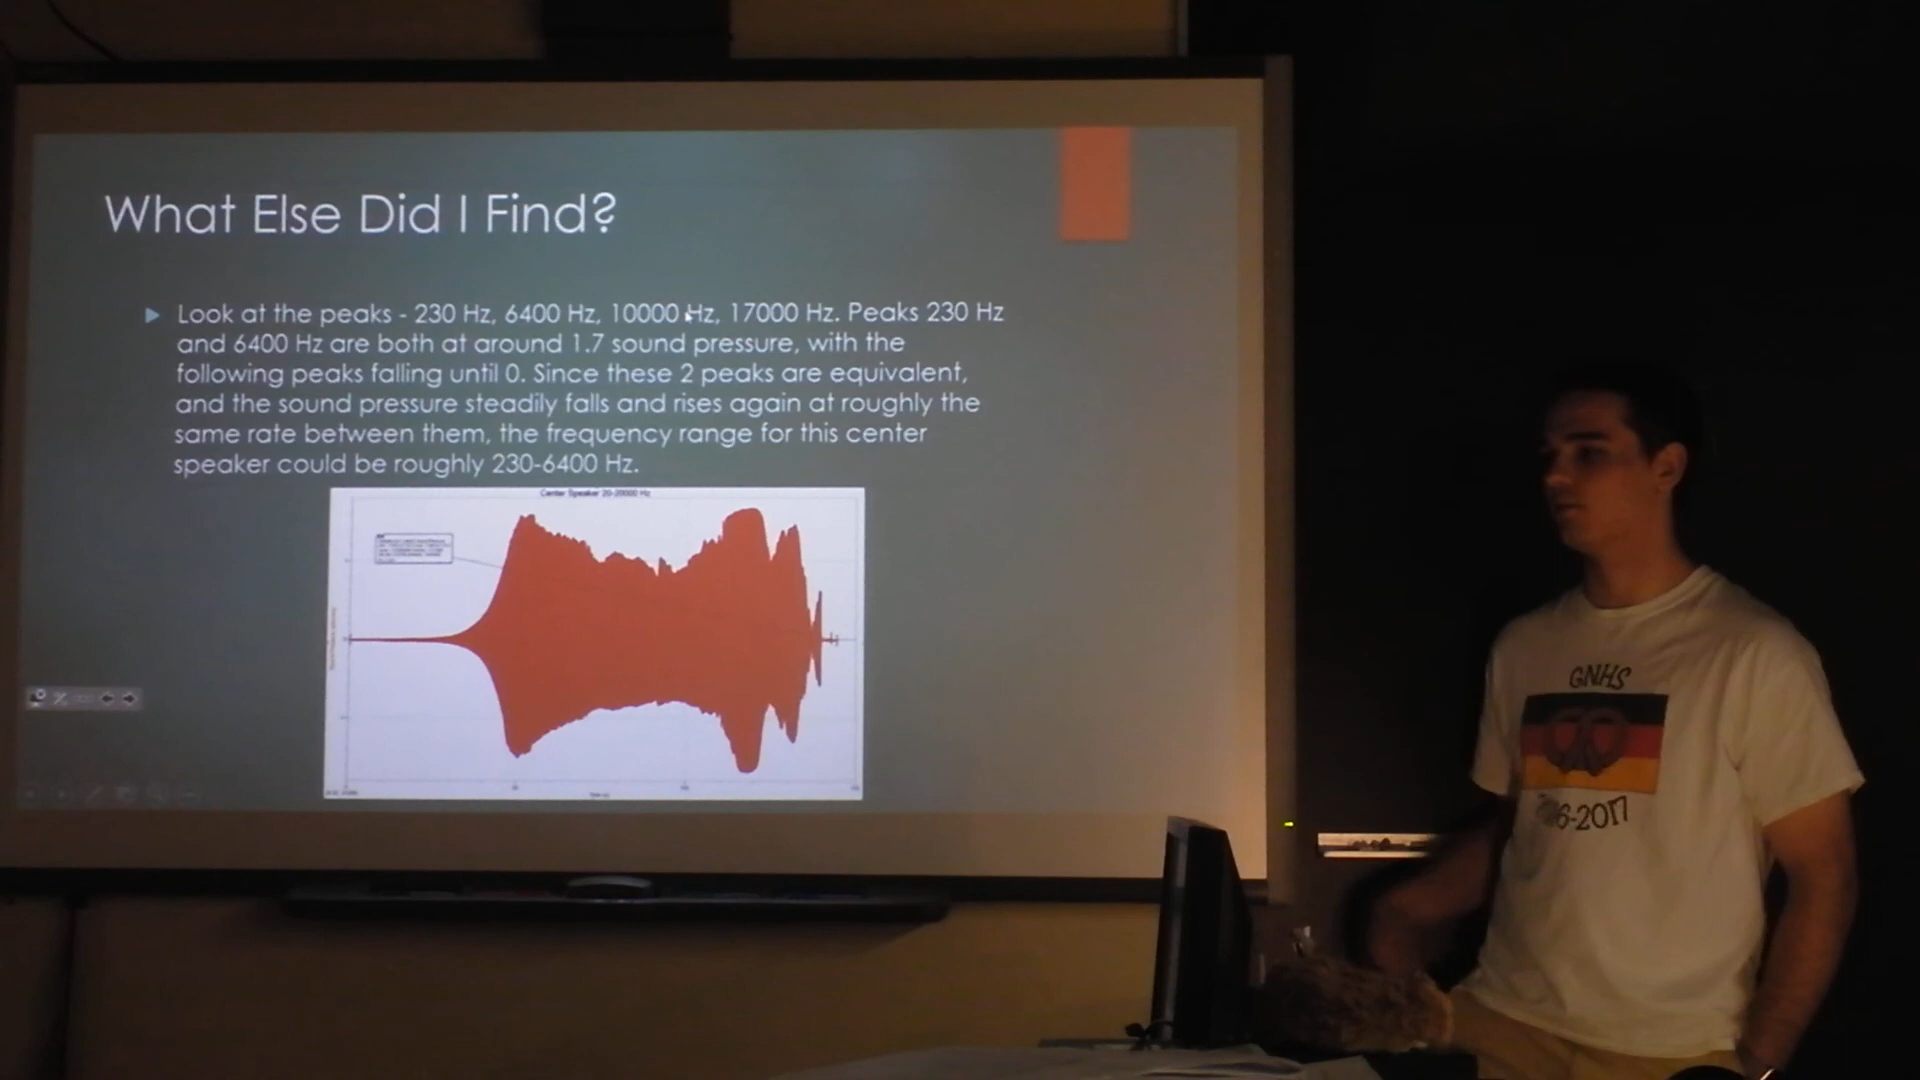 What Else Did I Find?
Look at the peaks - 230 Hz, 6400 Hz, 10000 Hz, 17000 Hz. Peaks 230 Hz
and 6400 Hz are both at around 1.7 sound pressure, with the
following peaks falling until 0. Since these 2 peaks are equivalent,
and the sound pressure steadily falls and rises again at roughly the
same rate between them, the frequency range for this center
speaker could be roughly 230-6400 Hz.
Center Speaker 20-20000 Hz
GNHS